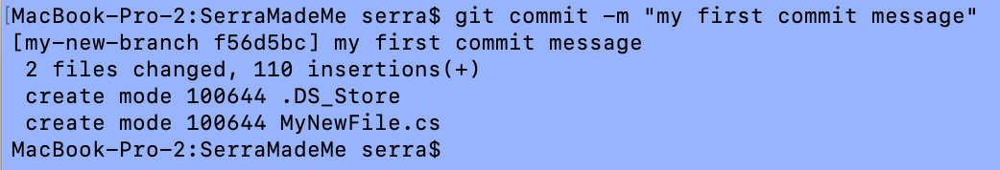 [MacBook-Pro-2:SerraMadeMe serra$ git commit -m "my first commit message"
[my-new-branch f56d5bc] my first commit message
 2 files changed, 110 insertions(+)
 create mode 100644 .DS_Store
 create mode 100644 MyNewFile.cs
MacBook-Pro-2:SerraMadeMe serra$